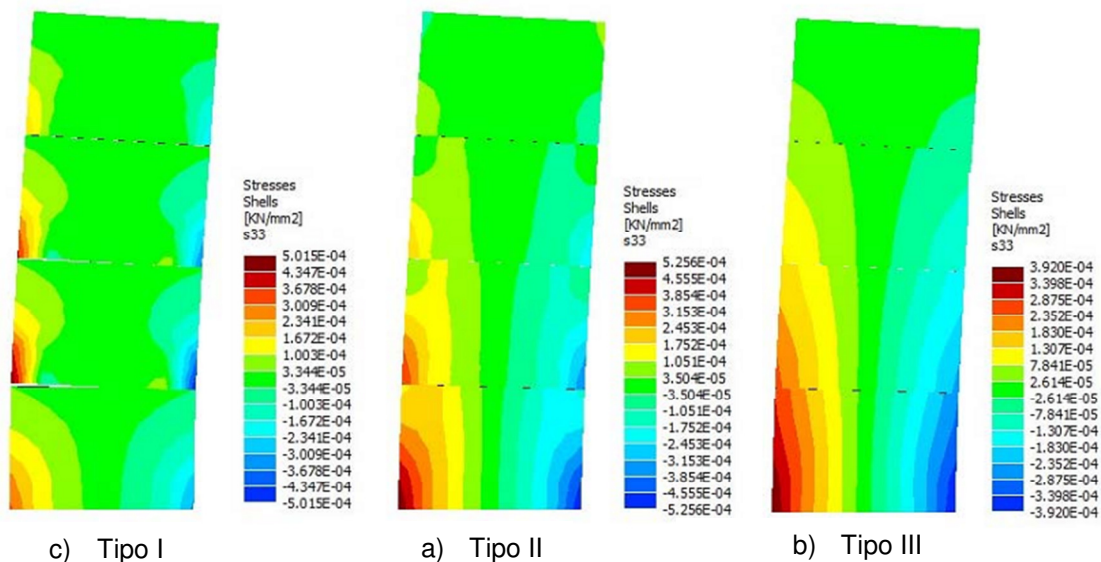 Stresses
Shells
[KN/mm2]
s33
5.015E-04
4.347E-04
3.678E-04
3.009E-04
2.341E-04
1.672E-04
1.003E-04
3.344E-05
-3.344E-05
-1.003E-04
-1.672E-04
-2.341E-04
-3.009E-04
-3.678E-04
-4.347E-04
-5.015E-04
c) Tipo I
Stresses
Shells
[KN/mm2]
s33
5.256E-04
4.555E-04
3.854E-04
3.153E-04
2.453E-04
1.752E-04
1.051E-04
3.504E-05
-3.504E-05
-1.051E-04
-1.752E-04
-2.453E-04
-3.153E-04
-3.854E-04
-4.555E-04
-5.256E-04
a) Tipo II
Stresses
Shells
[KN/mm2]
s33
3.920E-04
3.398E-04
2.875E-04
2.352E-04
1.830E-04
1.307E-04
7.841E-05
2.614E-05
-2.614E-05
-7.841E-05
-1.307E-04
-1.830E-04
-2.352E-04
-2.875E-04
-3.398E-04
-3.920E-04
b) Tipo III